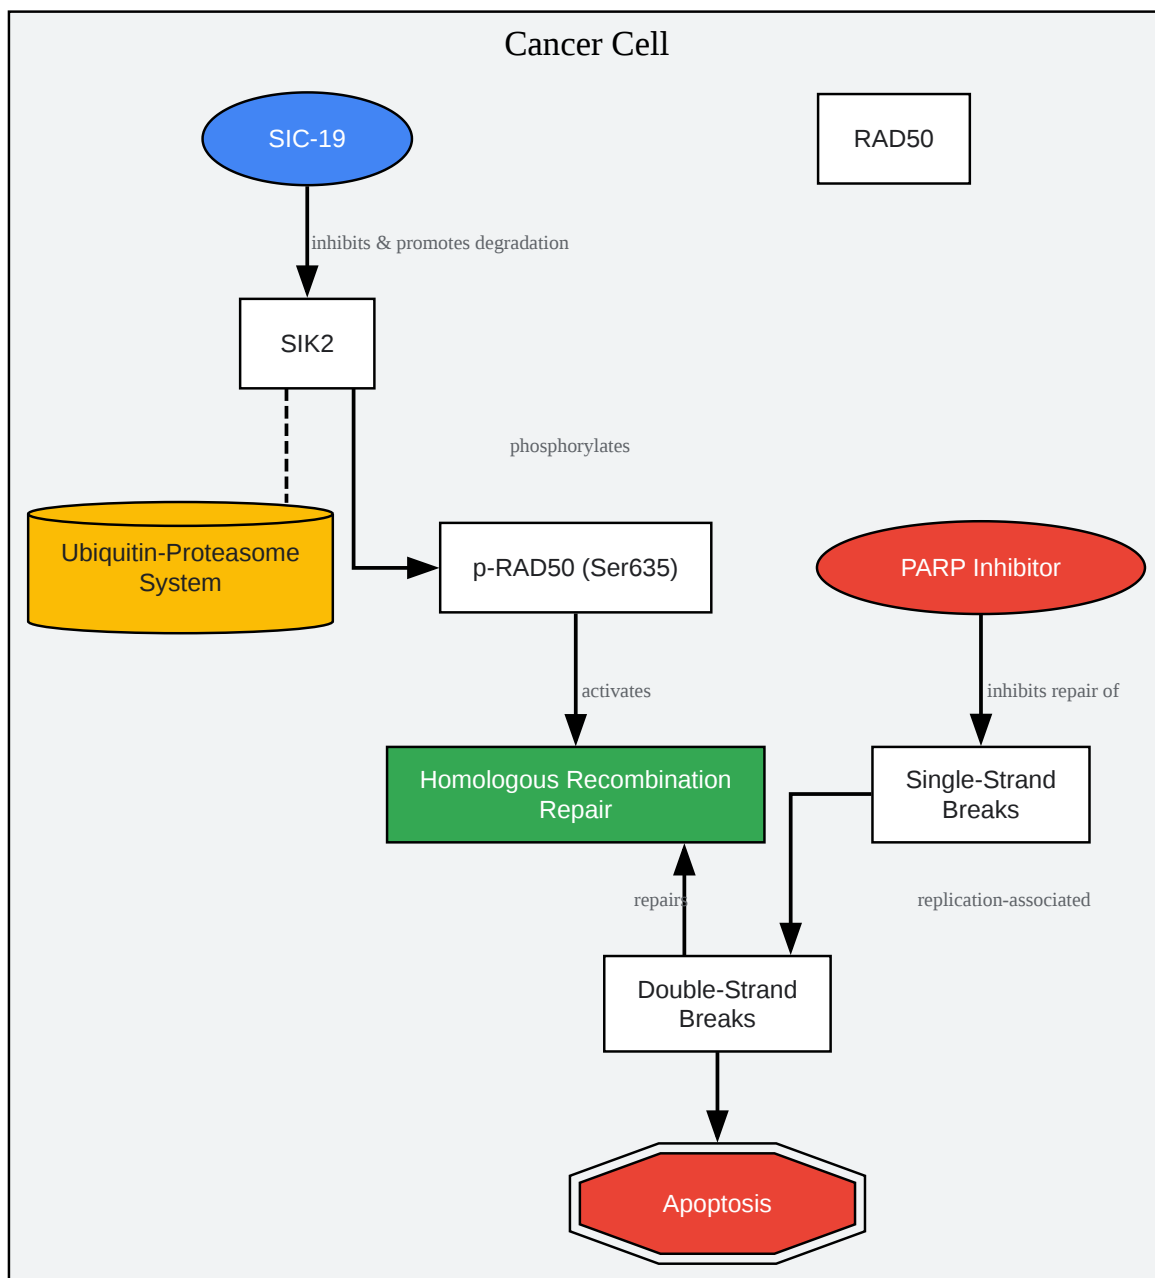 Cancer Cell
SIC-19
RAD50
inhibits & promotes degradation
SIK2
phosphorylates
Ubiquitin-Proteasome
System
p-RAD50 (Ser635)
PARP Inhibitor
activates
inhibits repair of
Homologous Recombination
Repair
Single-Strand
Breaks
repairs
replication-associated
Double-Strand
Breaks
Apoptosis